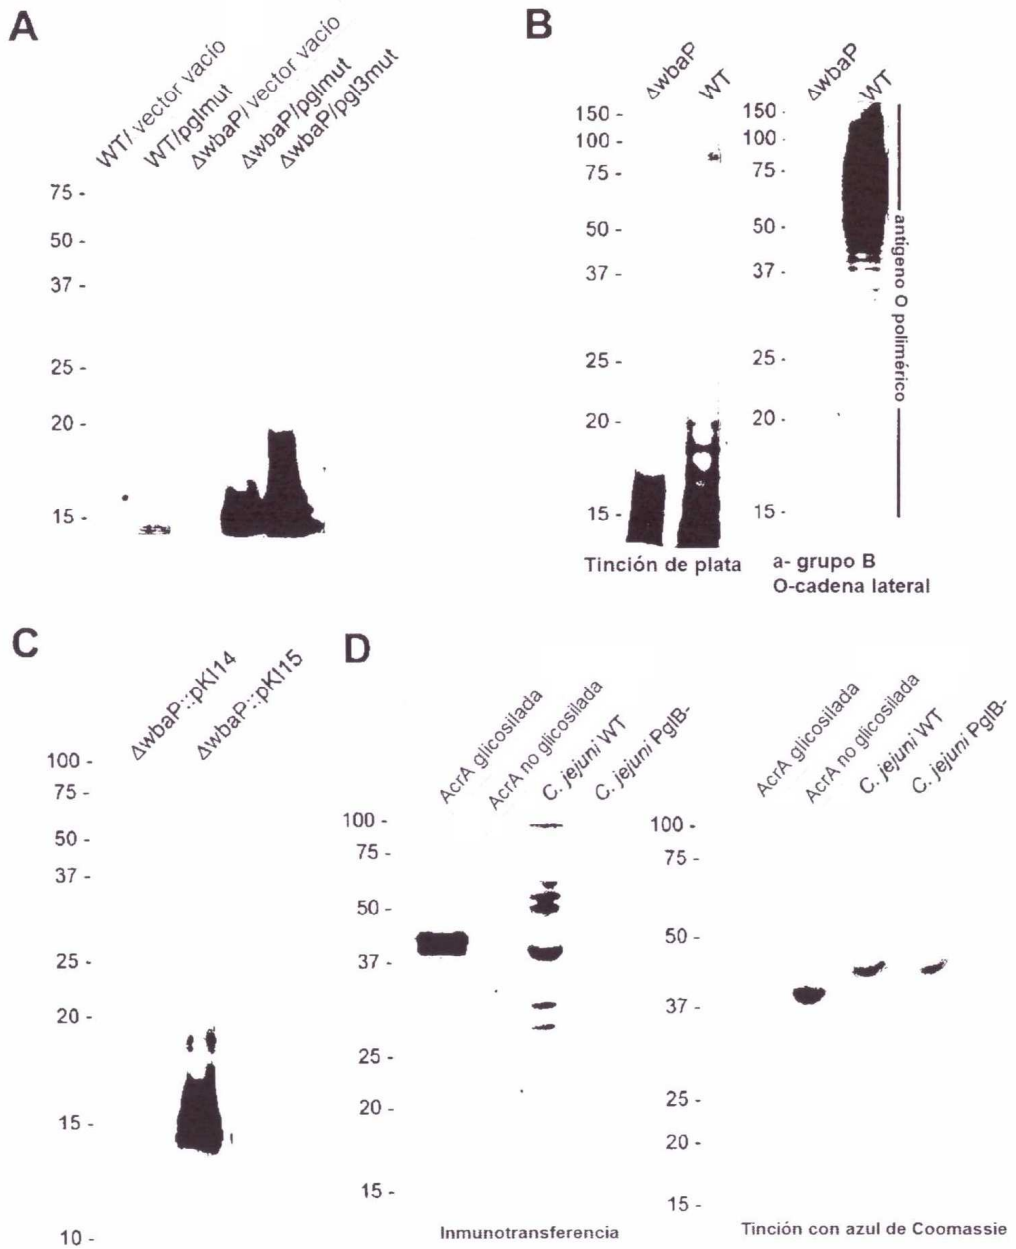 A
WT/ vector vacío
WT/pglmut
ΔwbaP/ vector vacío
ΔwbaP/pglmut
ΔwbaP/pgl3mut
75 -
50 -
37 -
25 -
20 -
15 -
B
ΔwbaP
WT
150 -
100 -
75 -
50 -
37 -
25 -
20 -
15 -
Tinción de plata
ΔwbaP
WT
150 -
100 -
75 -
50 -
37 -
25 -
20 -
15 -
antigeno O polimérico
a- grupo B
O-cadena lateral
C
ΔwbaP::pKI14
ΔwbaP::pKI15
100 -
75 -
50 -
37 -
25 -
20 -
15 -
10 -
D
AcrA glicosilada
AcrA no glicosilada
C. jejuni WT
C. jejuni PglB-
100 -
75 -
50 -
37 -
25 -
20 -
15 -
Inmunotransferencia
AcrA glicosilada
AcrA no glicosilada
C. jejuni WT
C. jejuni PglB-
100 -
75 -
50 -
37 -
25 -
20 -
15 -
Tinción con azul de Coomassie